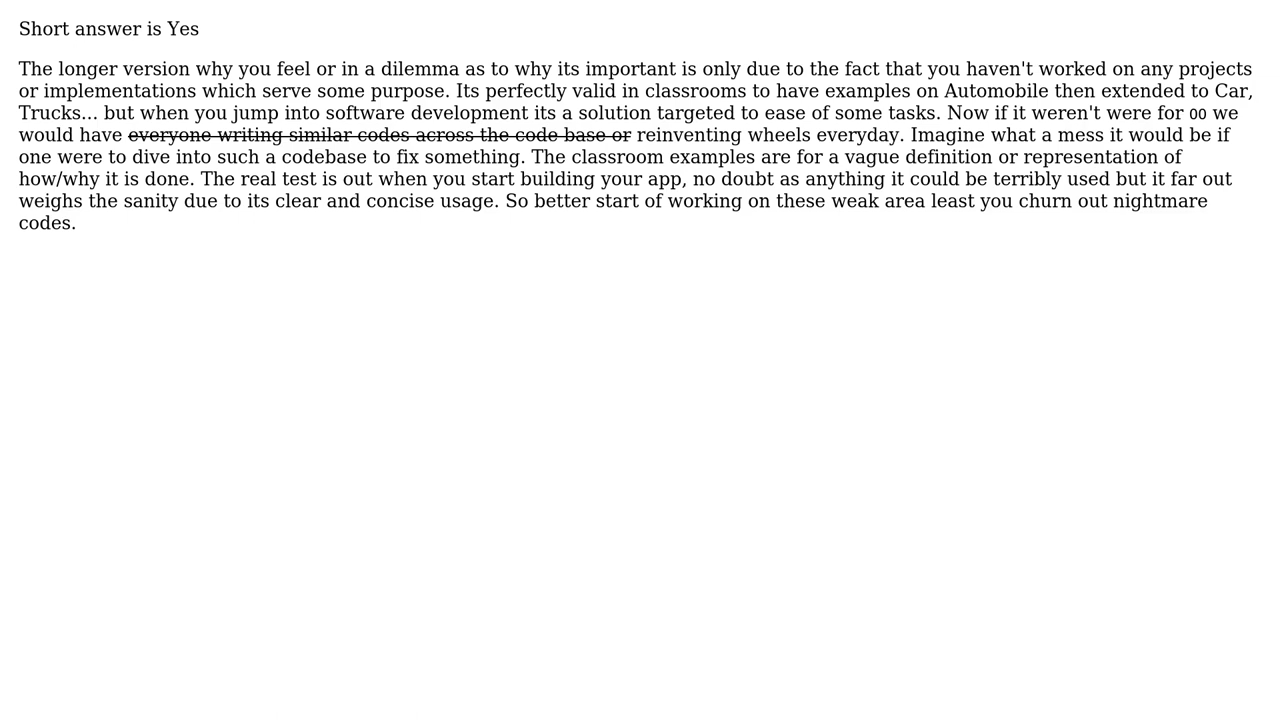 Short answer is Yes
The longer version why you feel or in a dilemma as to why its important is only due to the fact that you haven't worked on any projects
or implementations which serve some purpose. Its perfectly valid in classrooms to have examples on Automobile then extended to Car,
Trucks... but when you jump into software development its a solution targeted to ease of some tasks. Now if it weren't were for OO we
would have everyone writing similar codes across the code base or reinventing wheels everyday. Imagine what a mess it would be if
one were to dive into such a codebase to fix something. The classroom examples are for a vague definition or representation of
how/why it is done. The real test is out when you start building your app, no doubt as anything it could be terribly used but it far out
weighs the sanity due to its clear and concise usage. So better start of working on these weak area least you churn out nightmare
codes.